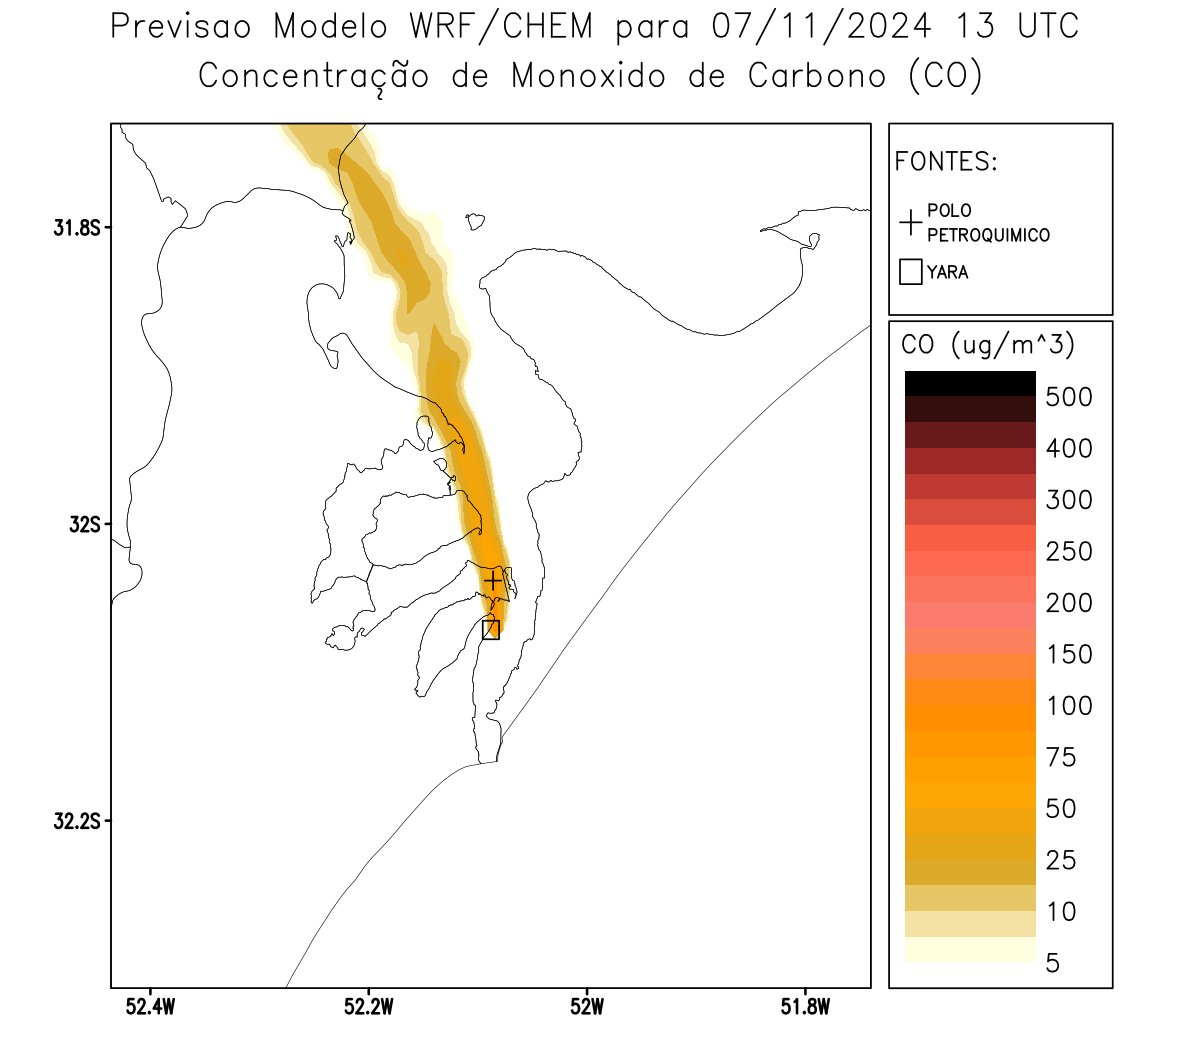 Previsao Modelo WRF/CHEM para 07/11/2024 13 UTC
Concentração de Monoxido de Carbono (CO)
FONTES:
POLO
PETROQUIMICO
YARA
31.8S
32S
32.2S
52.4W
52.2W
52W
51.8W
CO (ug/m^3)
500
400
300
250
200
150
100
75
50
25
10
5